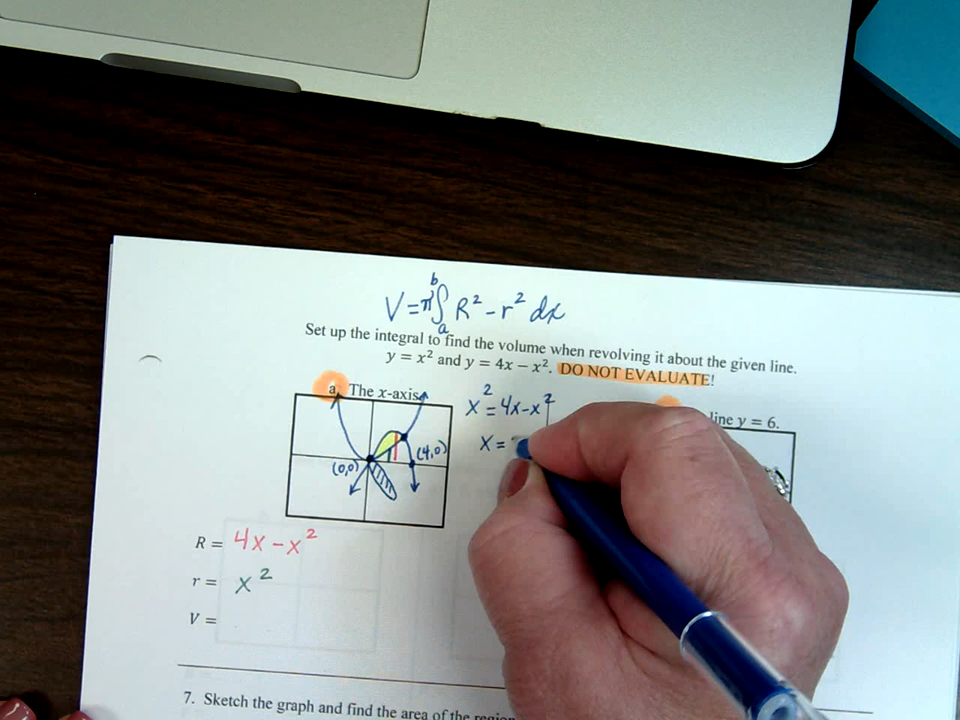 V = π ∫ₐᵇ R² - r² dx
Set up the integral to find the volume when revolving it about the given line.
y = x² and y = 4x − x². DO NOT EVALUATE!
a. The x-axis
line y = 6.
x² = 4x-x²
x =
(4,0)
(0,0)
R = 4x-x²
r = x²
V =
7. Sketch the graph and find the area of the region